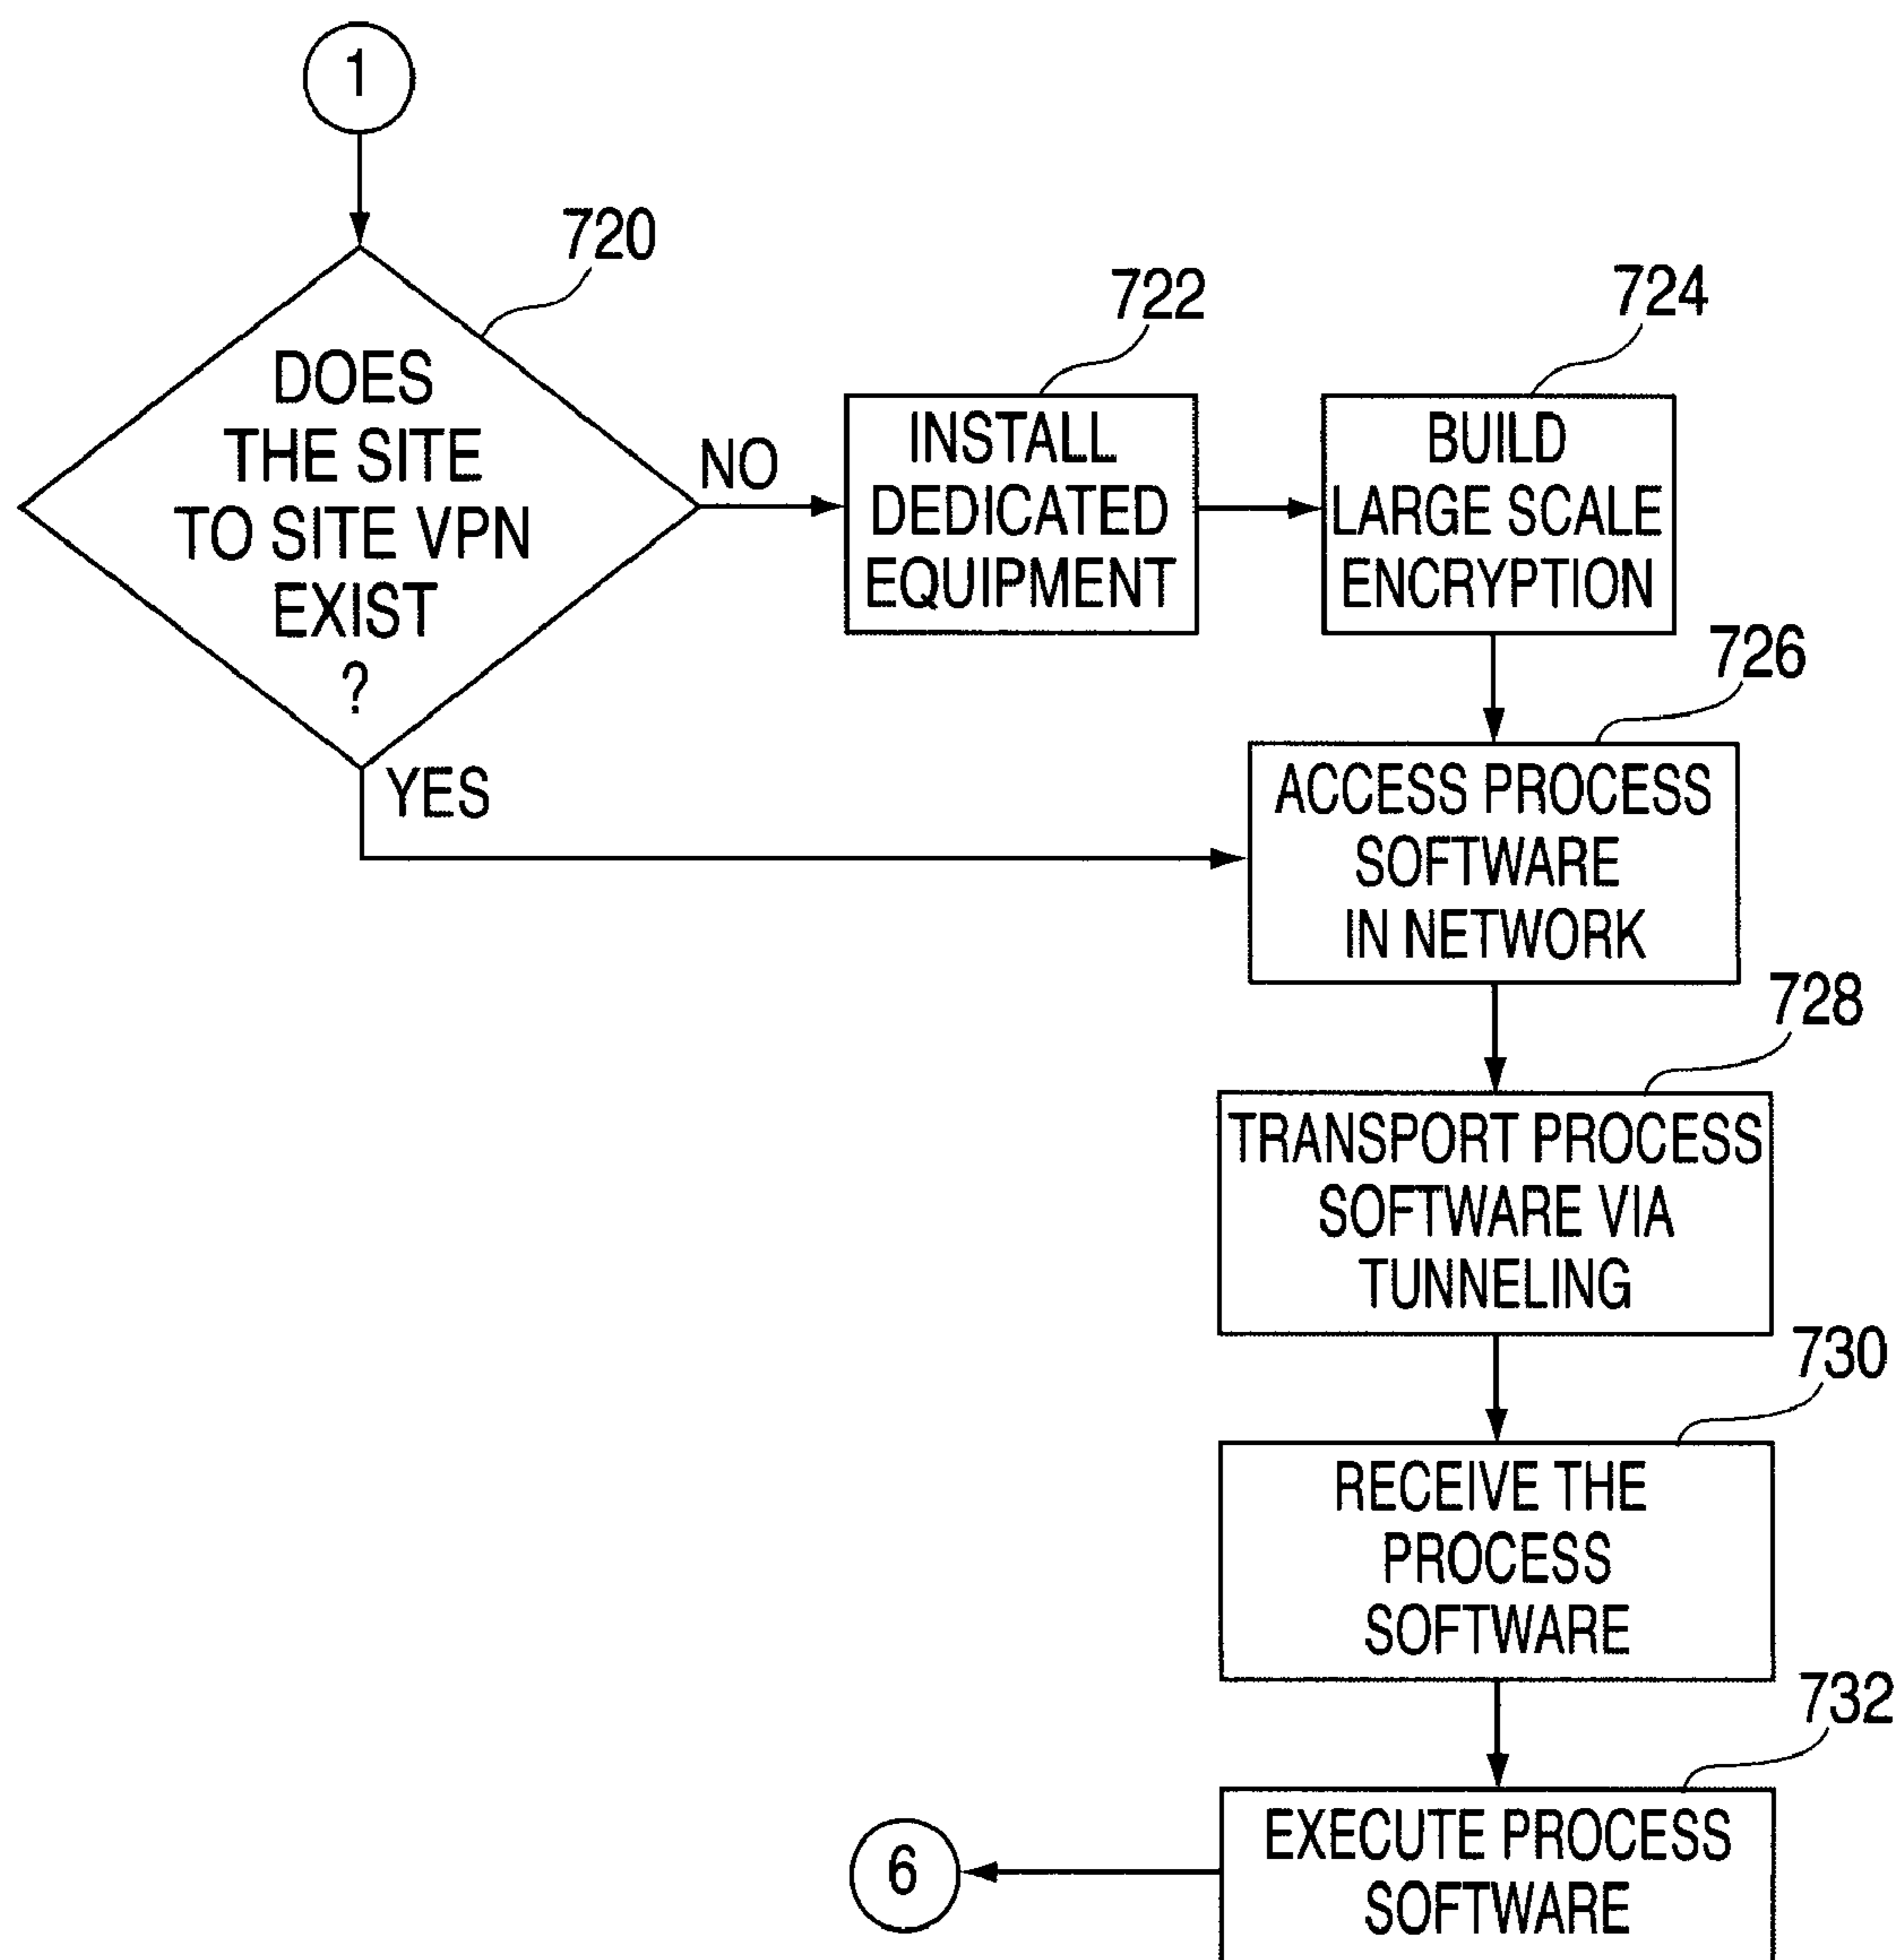 1
720
DOES
THE SITE
TO SITE VPN
EXIST
?
NO
YES
722
INSTALL
DEDICATED
EQUIPMENT
724
BUILD
LARGE SCALE
ENCRYPTION
726
ACCESS PROCESS
SOFTWARE
IN NETWORK
728
TRANSPORT PROCESS
SOFTWARE VIA
TUNNELING
730
RECEIVE THE
PROCESS
SOFTWARE
732
EXECUTE PROCESS
SOFTWARE
6